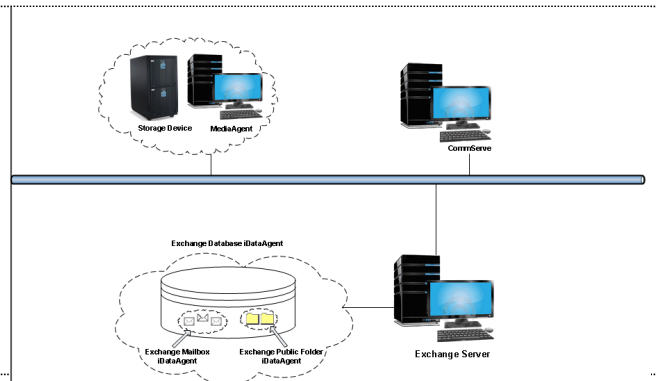 Storage Device
MediaAgent
CommServe
Exchange Database iDataAgent
Exchange Mailbox
iDataAgent
Exchange Public Folder
iDataAgent
Exchange Server